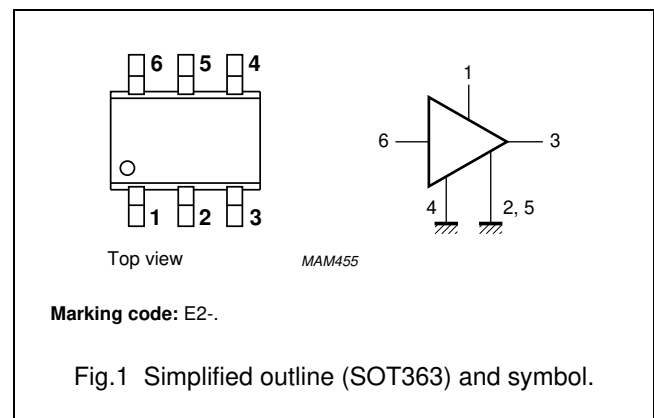 6 5 4
1
6
3
4
2, 5
1 2 3
Top view
MAM455
Marking code: E2-.
Fig.1 Simplified outline (SOT363) and symbol.